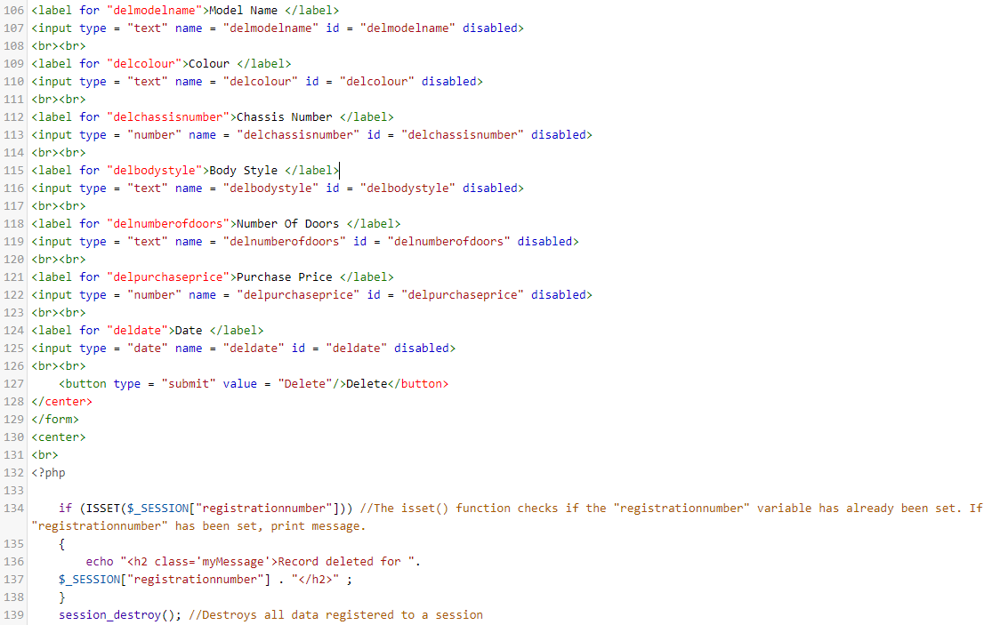 106 <label for "delmodelname">Model Name </label>
107 <input type = "text" name = "delmodelname" id = "delmodelname" disabled>
108 <br><br>
109 <label for "delcolour">Colour </label>
110 <input type = "text" name = "delcolour" id = "delcolour" disabled>
111 <br><br>
112 <label for "delchassisnumber">Chassis Number </label>
113 <input type = "number" name = "delchassisnumber" id = "delchassisnumber" disabled>
114 <br><br>
115 <label for "delbodystyle">Body Style </label>
116 <input type = "text" name = "delbodystyle" id = "delbodystyle" disabled>
117 <br><br>
118 <label for "delnumberofdoors">Number Of Doors </label>
119 <input type = "text" name = "delnumberofdoors" id = "delnumberofdoors" disabled>
120 <br><br>
121 <label for "delpurchaseprice">Purchase Price </label>
122 <input type = "number" name = "delpurchaseprice" id = "delpurchaseprice" disabled>
123 <br><br>
124 <label for "deldate">Date </label>
125 <input type = "date" name = "deldate" id = "deldate" disabled>
126 <br><br>
127     <button type = "submit" value = "Delete"/>Delete</button>
128 </center>
129 </form>
130 <center>
131 <br>
132 <?php
133
134     if (ISSET($_SESSION["registrationnumber"])) //The isset() function checks if the "registrationnumber" variable has already been set. If
"registrationnumber" has been set, print message.
135     {
136         echo "<h2 class='myMessage'>Record deleted for ".
137     $_SESSION["registrationnumber"] . "</h2>" ;
138     }
139     session_destroy(); //Destroys all data registered to a session